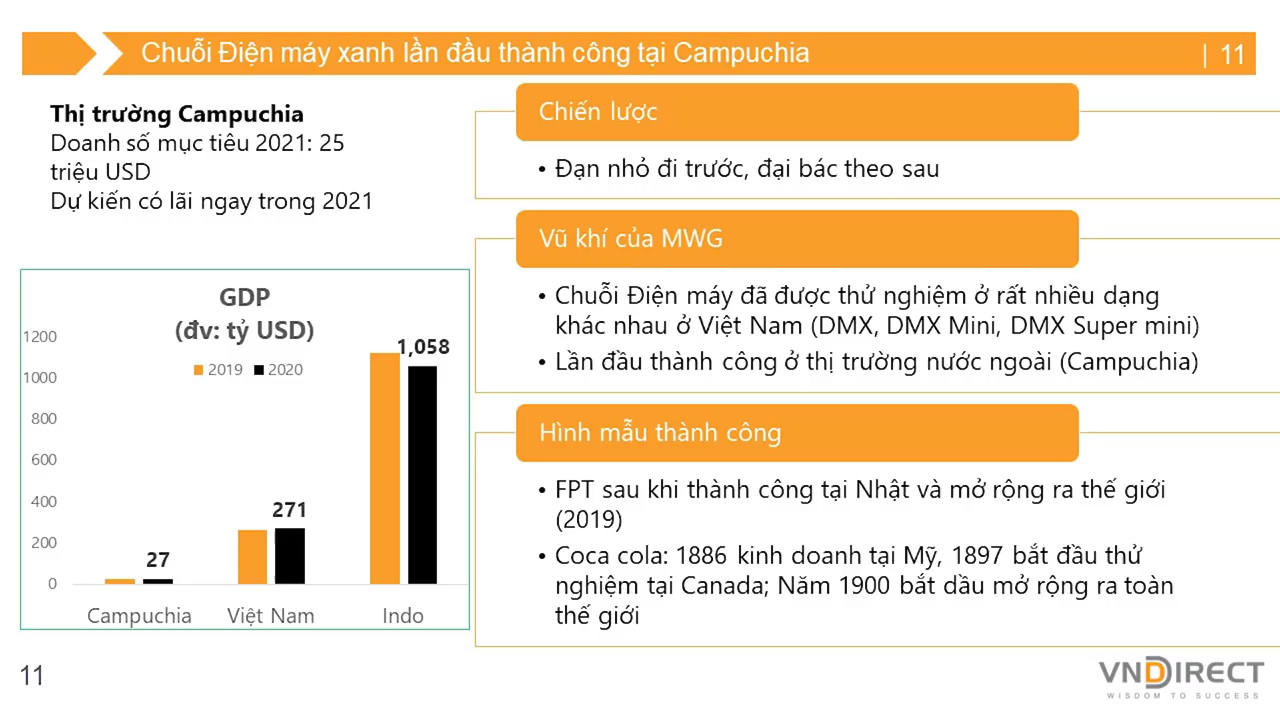 Chuỗi Điện máy xanh lần đầu thành công tại Campuchia
| 11
Thị trường Campuchia
Doanh số mục tiêu 2021: 25
triệu USD
Dự kiến có lãi ngay trong 2021
GDP
(đv: tỷ USD)
2019 2020
1200
1000
800
600
400
200
0
27
271
1,058
Campuchia
Việt Nam
Indo
Chiến lược
• Đạn nhỏ đi trước, đại bác theo sau
Vũ khí của MWG
• Chuỗi Điện máy đã được thử nghiệm ở rất nhiều dạng
khác nhau ở Việt Nam (DMX, DMX Mini, DMX Super mini)
• Lần đầu thành công ở thị trường nước ngoài (Campuchia)
Hình mẫu thành công
• FPT sau khi thành công tại Nhật và mở rộng ra thế giới
(2019)
• Coca cola: 1886 kinh doanh tại Mỹ, 1897 bắt đầu thử
nghiệm tại Canada; Năm 1900 bắt dầu mở rộng ra toàn
thế giới
11
VNDIRECT
WISDOM TO SUCCESS